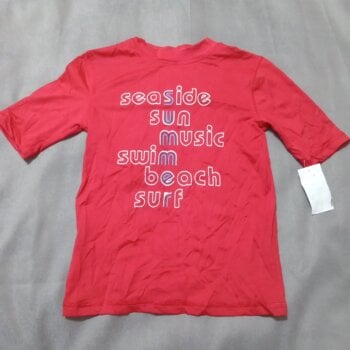 seaside
sun
music
swim
beach
surf